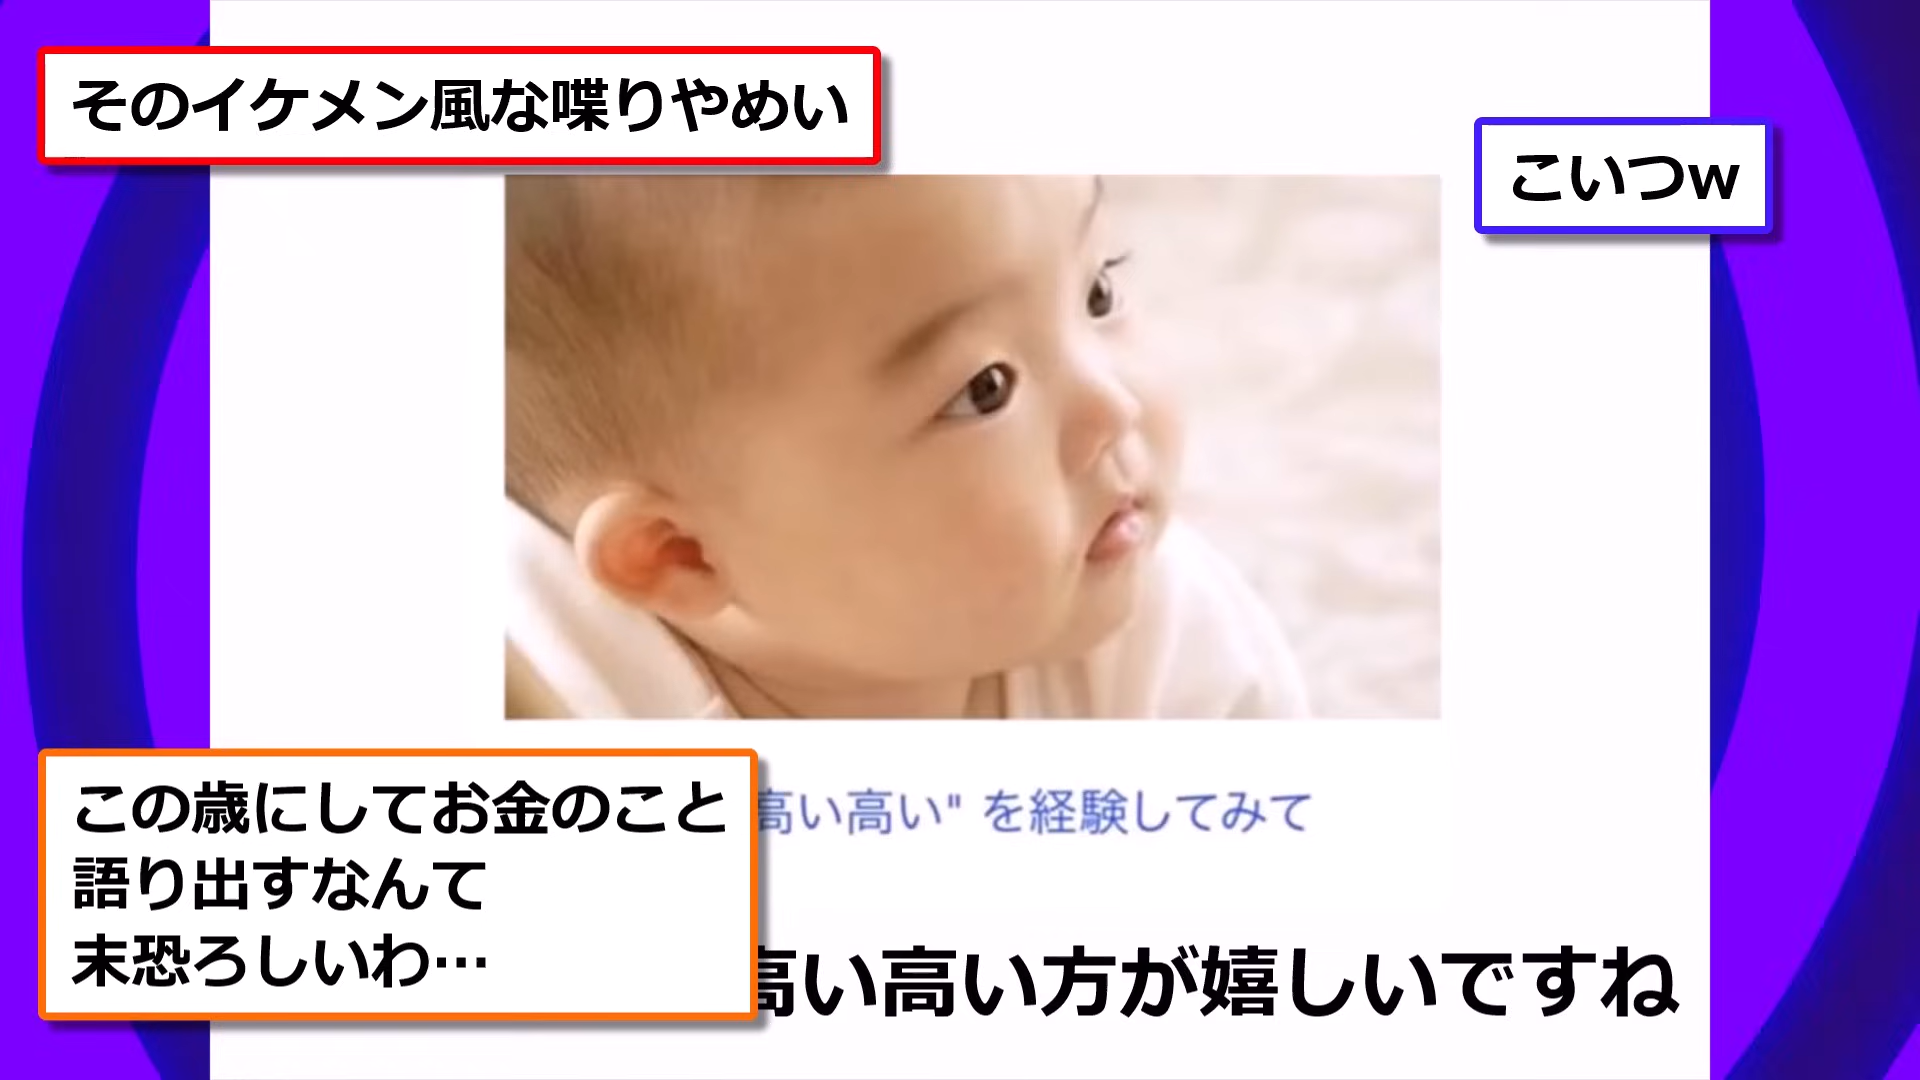 そのイケメン風な喋りやめい
こいつw
高い高い" を経験してみて
この歳にしてお金のこと
語り出すなんて
末恐ろしいわ…
高い高い方が嬉しいですね